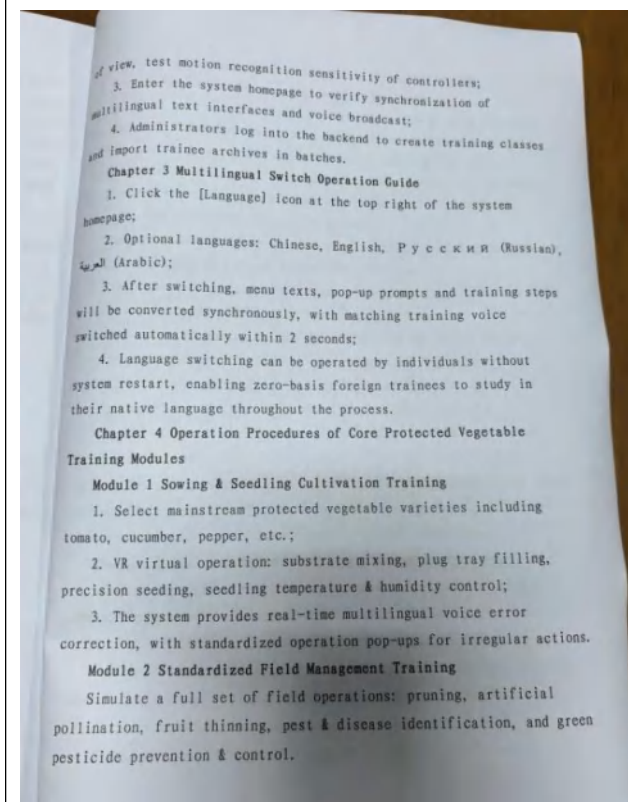 of view, test motion recognition sensitivity of controllers;
3. Enter the system homepage to verify synchronization of
multilingual text interfaces and voice broadcast;
4. Administrators log into the backend to create training classes
and import trainee archives in batches.
Chapter 3 Multilingual Switch Operation Guide
1. Click the [Language] icon at the top right of the system
homepage;
2. Optional languages: Chinese, English, Русский (Russian),
العربية (Arabic);
3. After switching, menu texts, pop-up prompts and training steps
will be converted synchronously, with matching training voice
switched automatically within 2 seconds;
4. Language switching can be operated by individuals without
system restart, enabling zero-basis foreign trainees to study in
their native language throughout the process.
Chapter 4 Operation Procedures of Core Protected Vegetable
Training Modules
Module 1 Sowing & Seedling Cultivation Training
1. Select mainstream protected vegetable varieties including
tomato, cucumber, pepper, etc.;
2. VR virtual operation: substrate mixing, plug tray filling,
precision seeding, seedling temperature & humidity control;
3. The system provides real-time multilingual voice error
correction, with standardized operation pop-ups for irregular actions.
Module 2 Standardized Field Management Training
Simulate a full set of field operations: pruning, artificial
pollination, fruit thinning, pest & disease identification, and green
pesticide prevention & control.